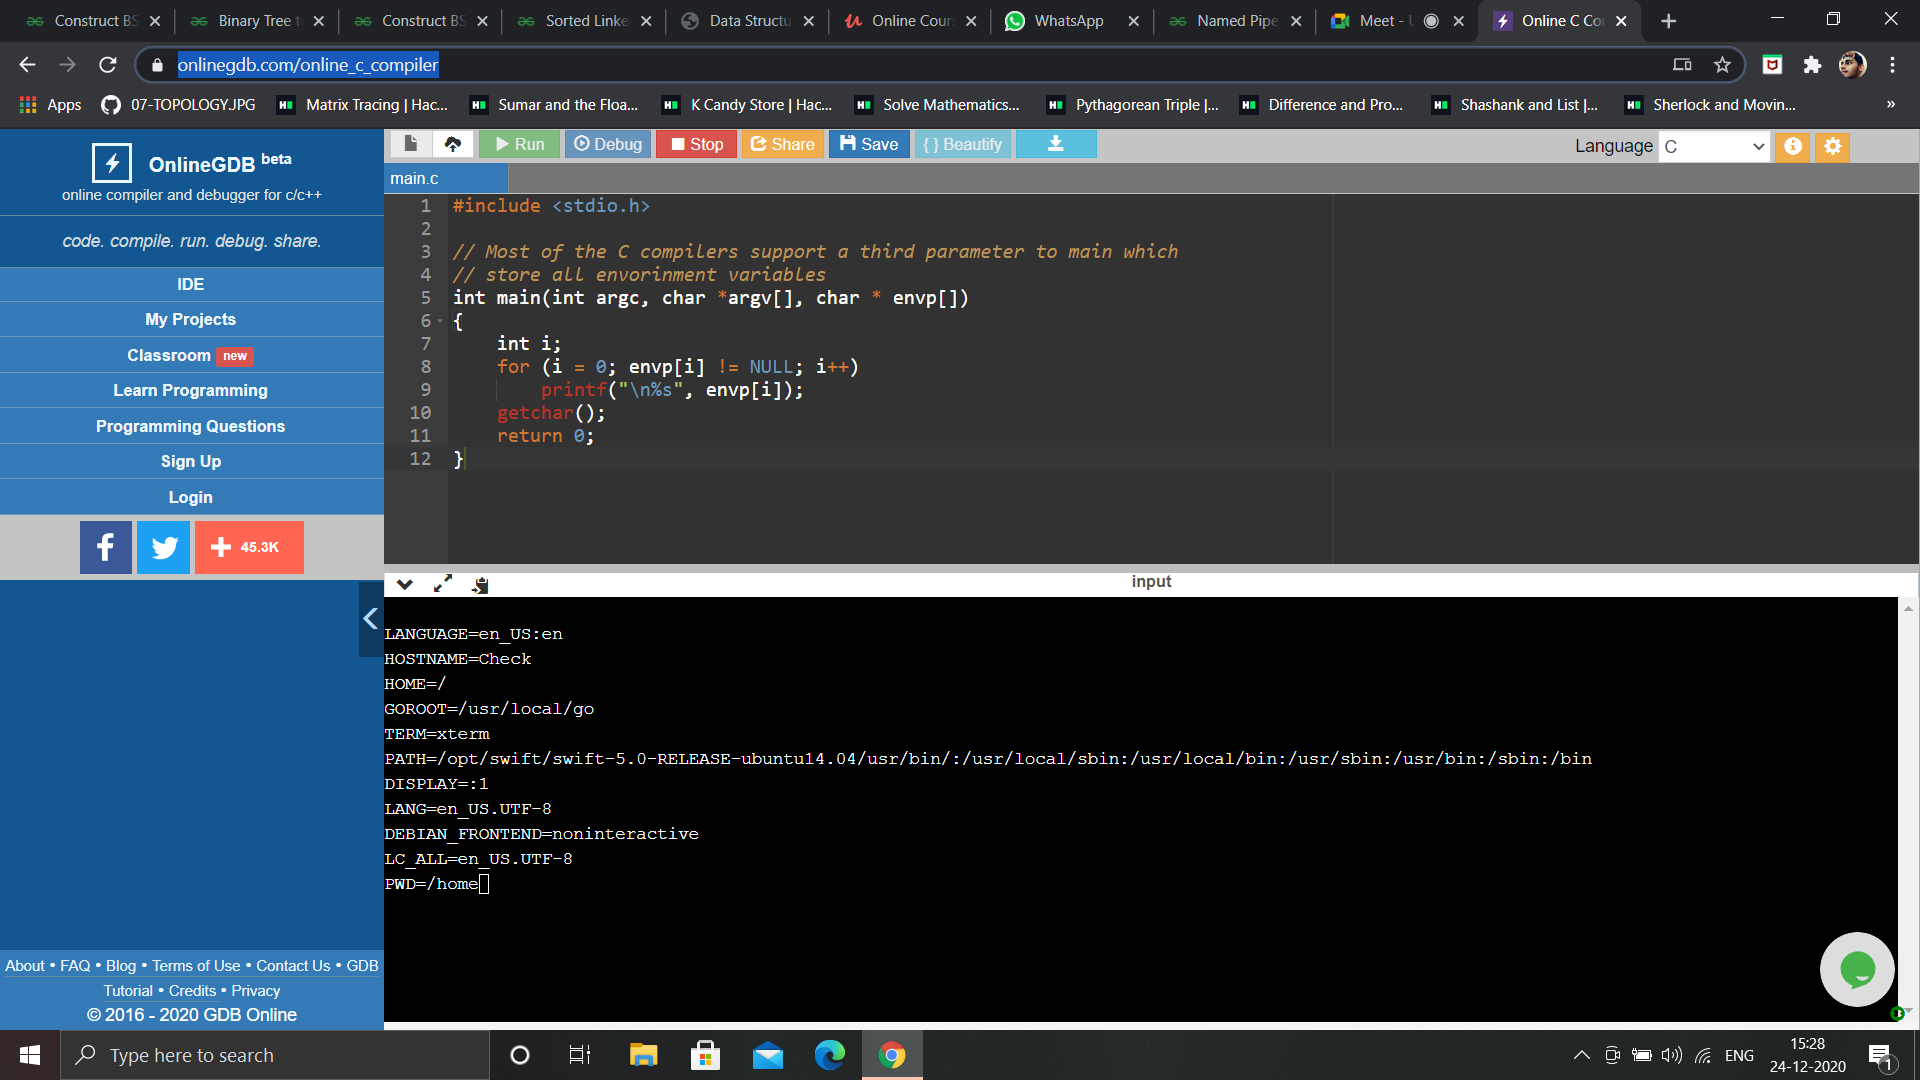 Construct BS
Binary Tree t
Construct BS
Sorted Linke
Data Structu
Online Cour
WhatsApp
Named Pipe
Meet - U
Online C Co
onlinegdb.com/online_c_compiler
Apps
07-TOPOLOGY.JPG
Matrix Tracing | Hac...
Sumar and the Floa...
K Candy Store | Hac...
Solve Mathematics...
Pythagorean Triple |...
Difference and Pro...
Shashank and List |...
Sherlock and Movin...
»
OnlineGDB beta
online compiler and debugger for c/c++
code. compile. run. debug. share.
IDE
My Projects
Classroom new
Learn Programming
Programming Questions
Sign Up
Login
45.3K
About • FAQ • Blog • Terms of Use • Contact Us • GDB
Tutorial • Credits • Privacy
© 2016 - 2020 GDB Online
Run
Debug
Stop
Share
Save
{ } Beautify
Language C
main.c
1 #include <stdio.h>
2
3 // Most of the C compilers support a third parameter to main which
4 // store all envorinment variables
5 int main(int argc, char *argv[], char * envp[])
6 {
7 int i;
8 for (i = 0; envp[i] != NULL; i++)
9 printf("\n%s", envp[i]);
10 getchar();
11 return 0;
12 }
input
LANGUAGE=en_US:en
HOSTNAME=Check
HOME=/
GOROOT=/usr/local/go
TERM=xterm
PATH=/opt/swift/swift-5.0-RELEASE-ubuntu14.04/usr/bin/:/usr/local/sbin:/usr/local/bin:/usr/sbin:/usr/bin:/sbin:/bin
DISPLAY=:1
LANG=en_US.UTF-8
DEBIAN_FRONTEND=noninteractive
LC_ALL=en_US.UTF-8
PWD=/home
Type here to search
ENG
15:28
24-12-2020
1